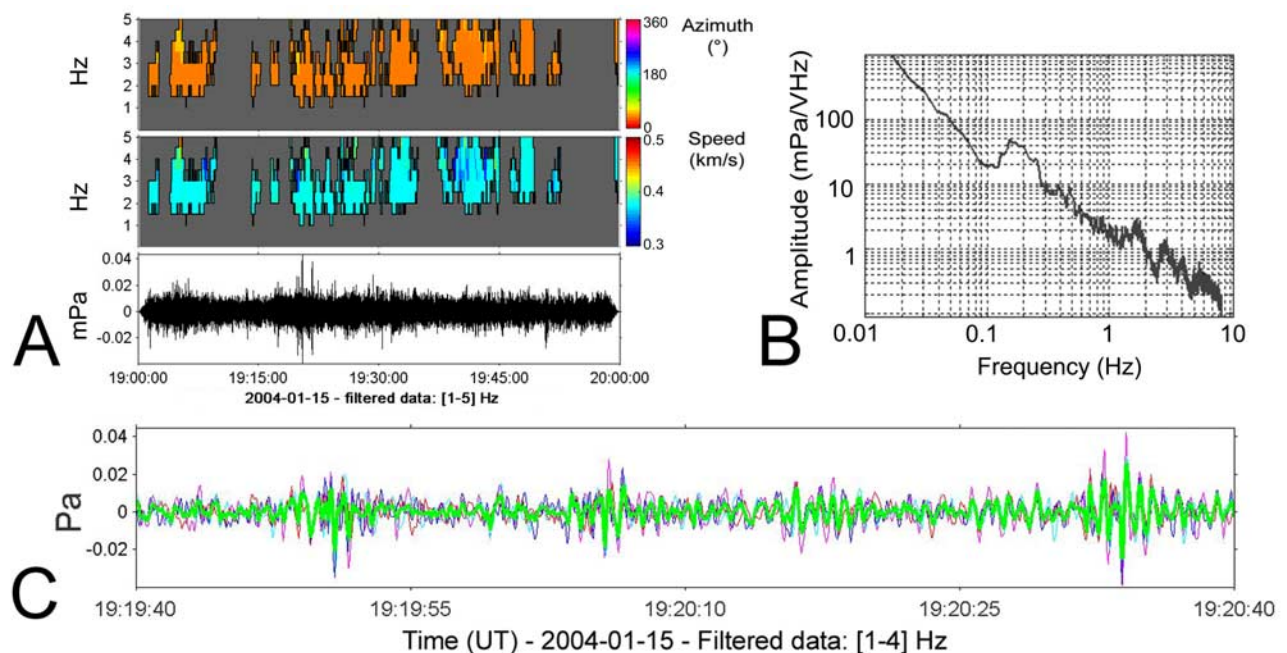 5
4
3
2
1
Hz
360
180
0
Azimuth
(°)
5
4
3
2
1
Hz
0.5
0.4
0.3
Speed
(km/s)
0.04
0.02
0
-0.02
mPa
19:00:00 19:15:00 19:30:00 19:45:00 20:00:00
2004-01-15 - filtered data: [1-5] Hz
A
Amplitude (mPa/VHz)
100
10
1
0.01 0.1 1 10
Frequency (Hz)
B
0.04
0.02
0
-0.02
Pa
19:19:40 19:19:55 19:20:10 19:20:25 19:20:40
Time (UT) - 2004-01-15 - Filtered data: [1-4] Hz
C